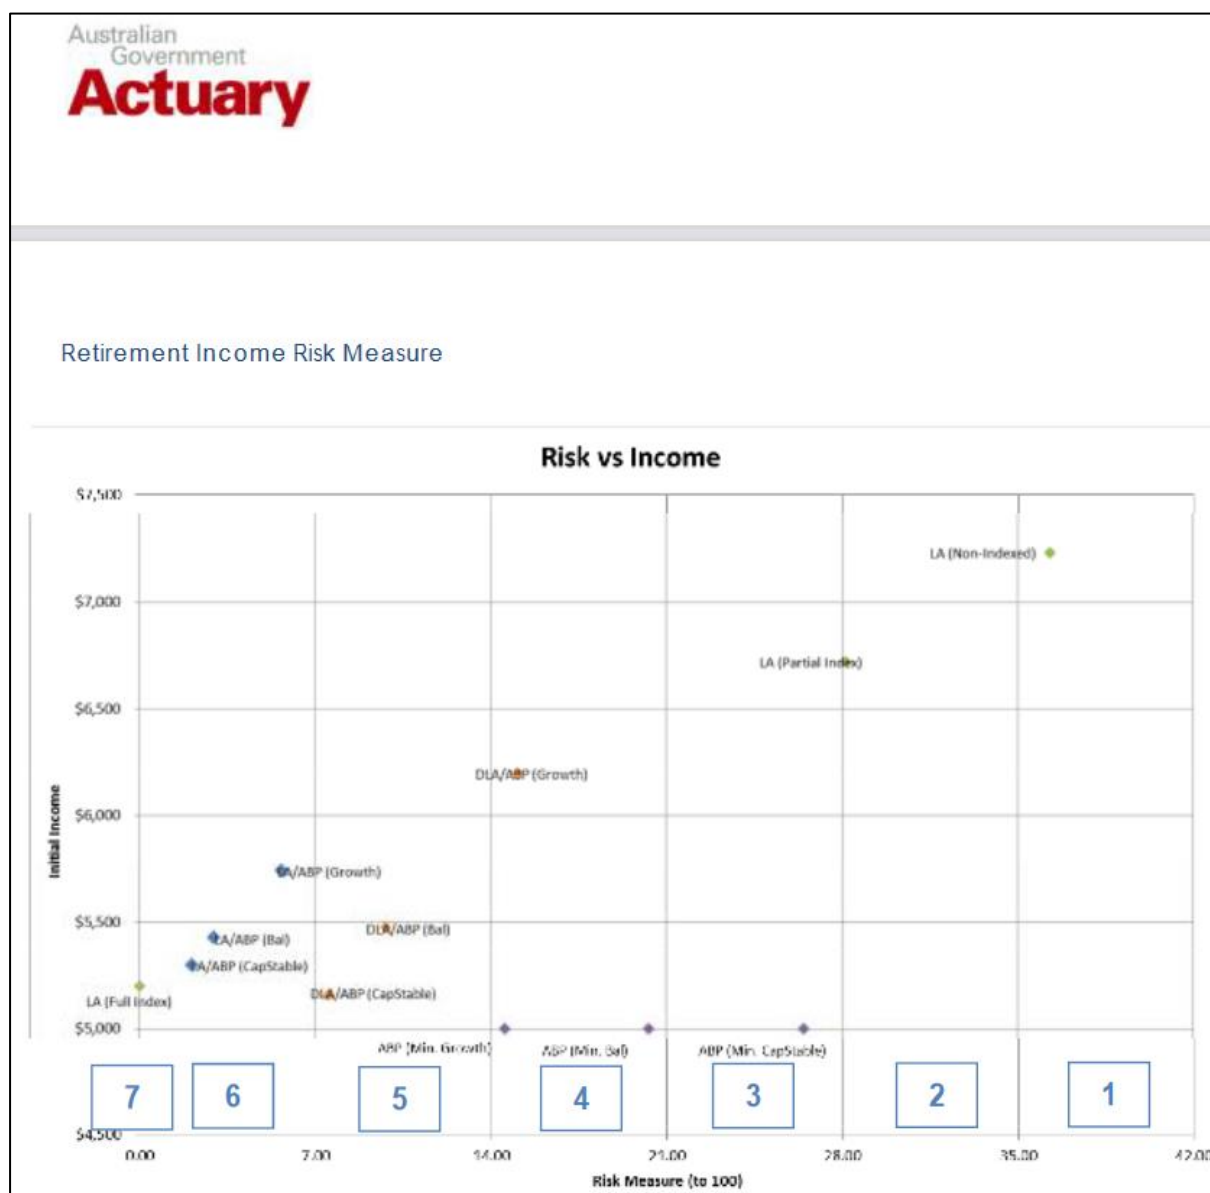 Australian
Government
Actuary
Retirement Income Risk Measure
Risk vs Income
$7,500
LA (Non-Indexed)
$7,000
LA (Partial Index)
$6,500
DLA/ABP (Growth)
$6,000
Initial Income
LA/ABP (Growth)
$5,500
DLA/ABP (Bal)
LA/ABP (Bal)
LA/ABP (CapStable)
DLA/ABP (CapStable)
LA (Full Index)
$5,000
ABP (Min. Growth)
ABP (Min. Bal)
ABP (Min. CapStable)
7
6
5
4
3
2
1
$4,500
0.00
7.00
14.00
21.00
28.00
35.00
42.00
Risk Measure (to 100)